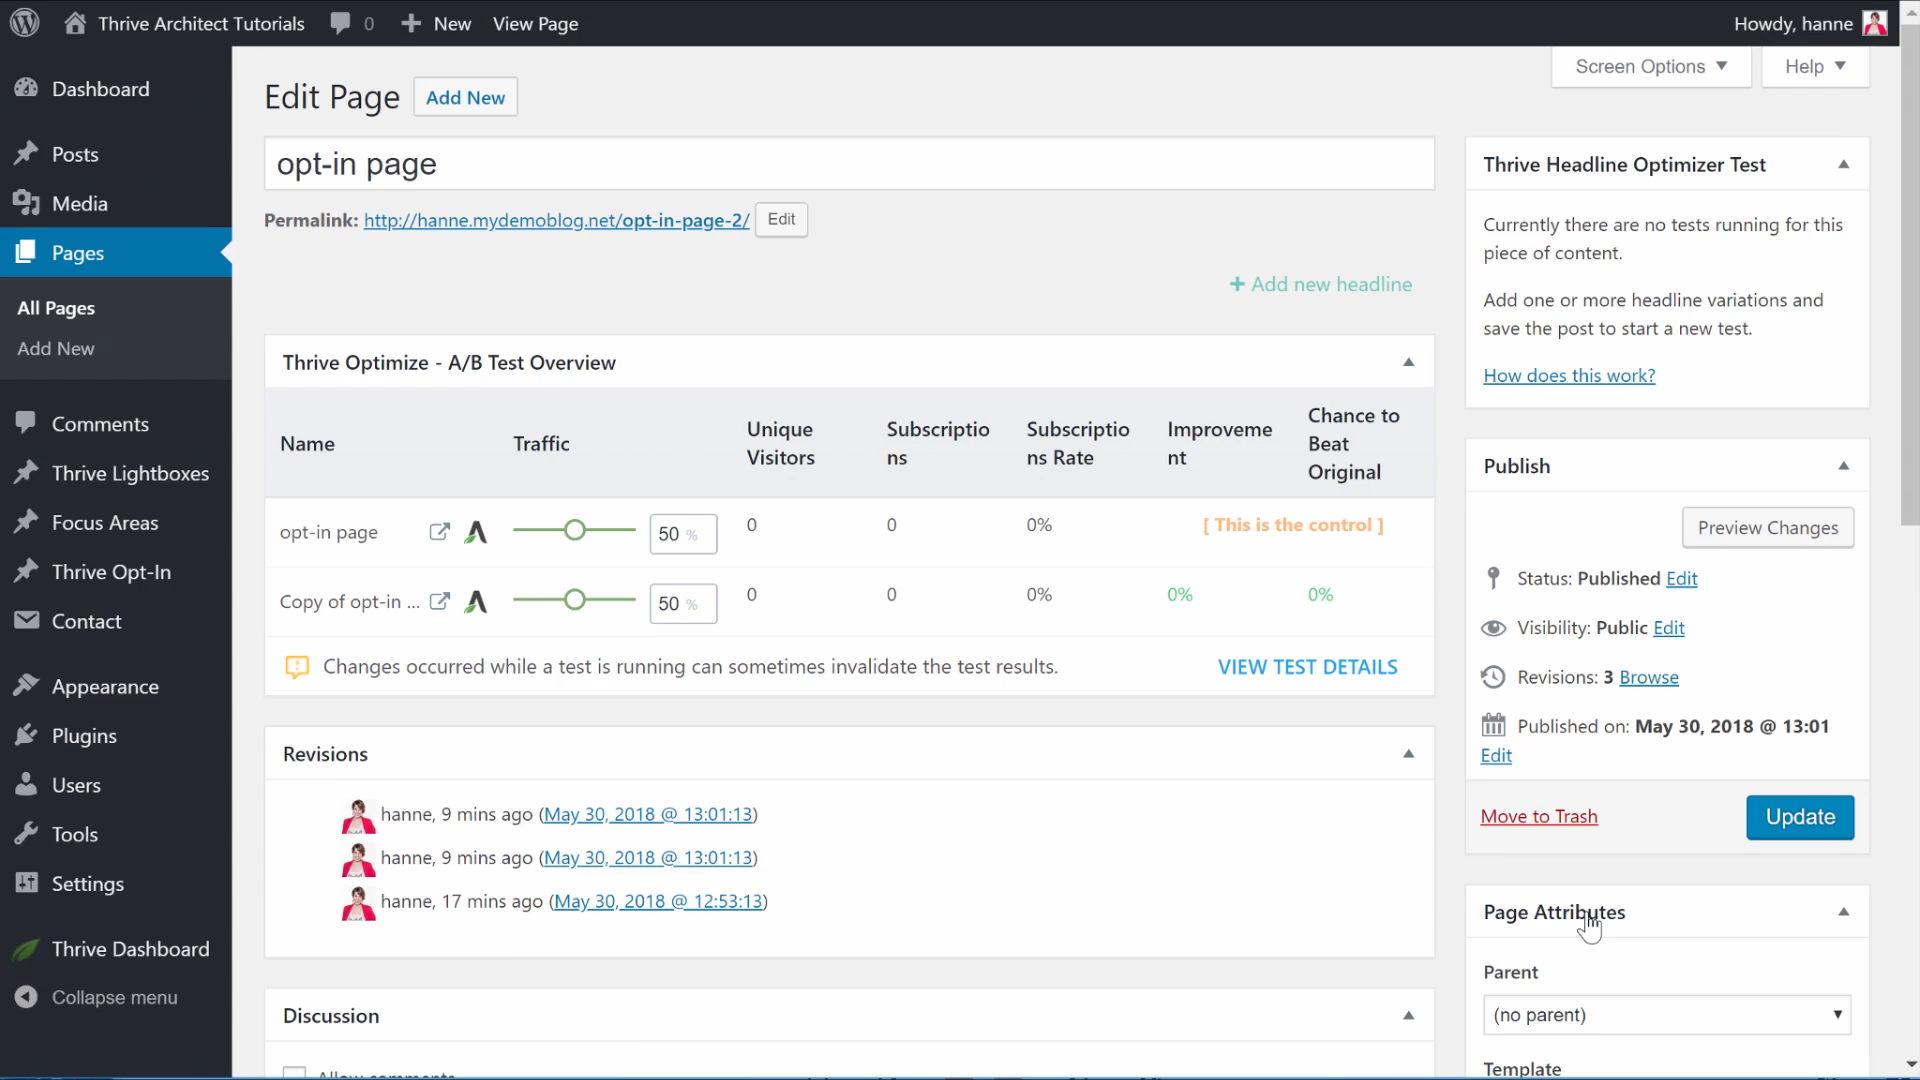 Thrive Architect Tutorials 0 New View Page Howdy, hanne
Dashboard
Posts
Media
Pages
All Pages
Add New
Comments
Thrive Lightboxes
Focus Areas
Thrive Opt-In
Contact
Appearance
Plugins
Users
Tools
Settings
Thrive Dashboard
Collapse menu
Screen Options ▼
Help ▼
Edit Page
Add New
opt-in page
Permalink: http://hanne.mydemoblog.net/opt-in-page-2/ Edit
+ Add new headline
Thrive Optimize - A/B Test Overview
Name
Traffic
Unique
Visitors
Subscriptio
ns
Subscriptio
ns Rate
Improveme
nt
Chance to
Beat
Original
opt-in page 50 % 0 0 0% [ This is the control ]
Copy of opt-in ... 50 % 0 0 0% 0% 0%
Changes occurred while a test is running can sometimes invalidate the test results. VIEW TEST DETAILS
Revisions
hanne, 9 mins ago (May 30, 2018 @ 13:01:13)
hanne, 9 mins ago (May 30, 2018 @ 13:01:13)
hanne, 17 mins ago (May 30, 2018 @ 12:53:13)
Discussion
Allow comments
Thrive Headline Optimizer Test
Currently there are no tests running for this
piece of content.
Add one or more headline variations and
save the post to start a new test.
How does this work?
Publish
Preview Changes
Status: Published Edit
Visibility: Public Edit
Revisions: 3 Browse
Published on: May 30, 2018 @ 13:01
Edit
Move to Trash
Update
Page Attributes
Parent
(no parent)
Template